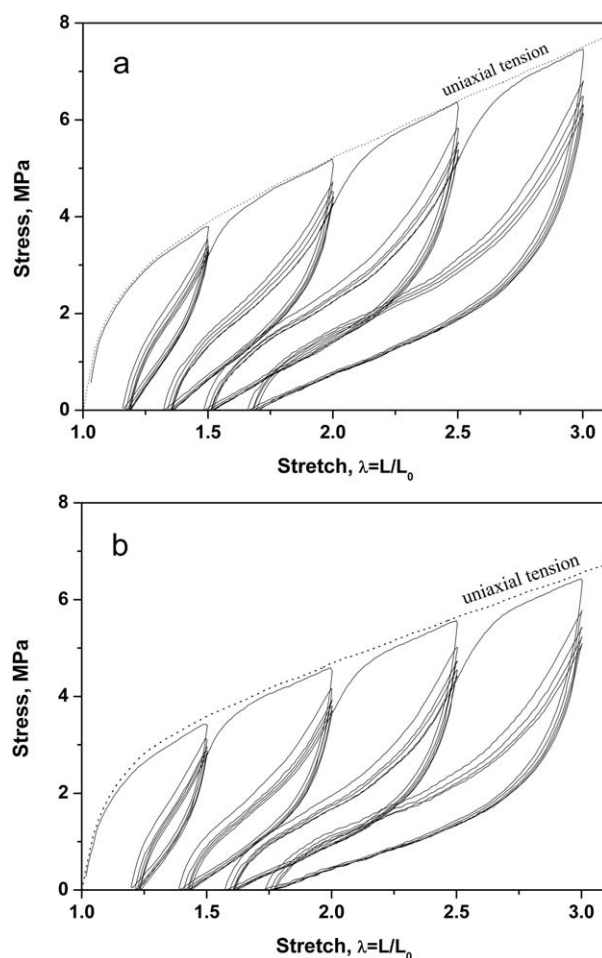 a
uniaxial tension
Stress, MPa
8
6
4
2
0
1.0 1.5 2.0 2.5 3.0
Stretch, λ=L/L₀
b
uniaxial tension
Stress, MPa
8
6
4
2
0
1.0 1.5 2.0 2.5 3.0
Stretch, λ=L/L₀